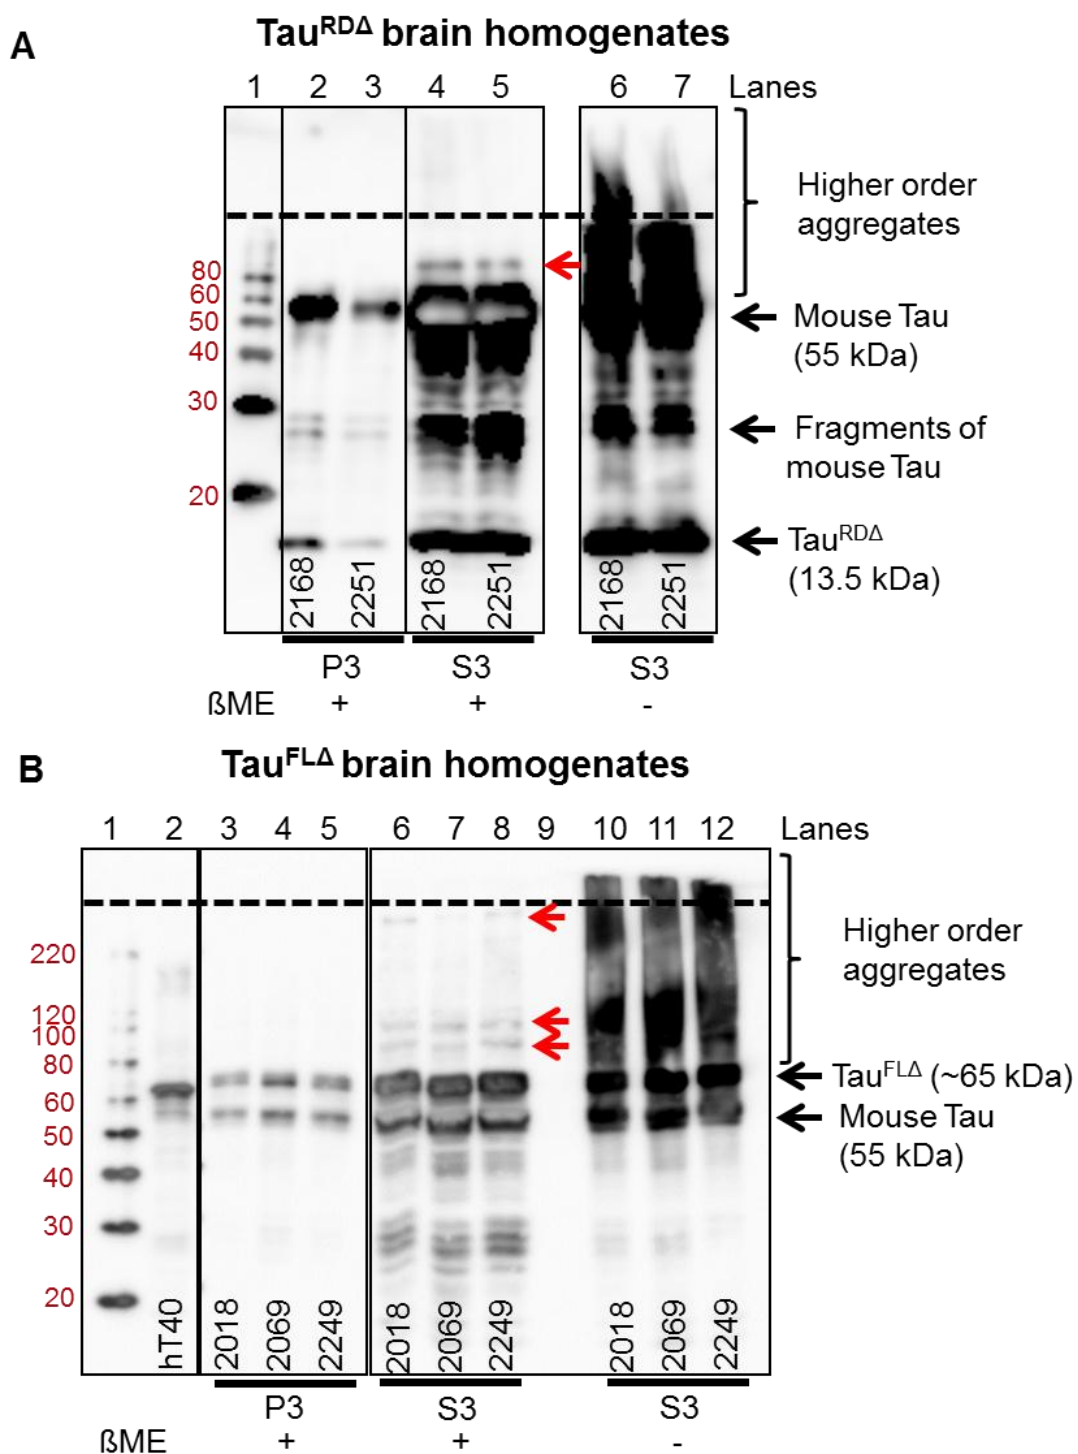 A
Tau^RDΔ brain homogenates
1 2 3 4 5 6 7 Lanes
Higher order
aggregates
80
60
50
40
30
20
Mouse Tau
(55 kDa)
Fragments of
mouse Tau
Tau^RDΔ
(13.5 kDa)
2168 2251 2168 2251 2168 2251
P3 S3 S3
ßME + + -
B
Tau^FLΔ brain homogenates
1 2 3 4 5 6 7 8 9 10 11 12 Lanes
Higher order
aggregates
220
120
100
80
60
50
40
30
20
Tau^FLΔ (~65 kDa)
Mouse Tau
(55 kDa)
hT40 2018 2069 2249 2018 2069 2249 2018 2069 2249
P3 S3 S3
ßME + + -